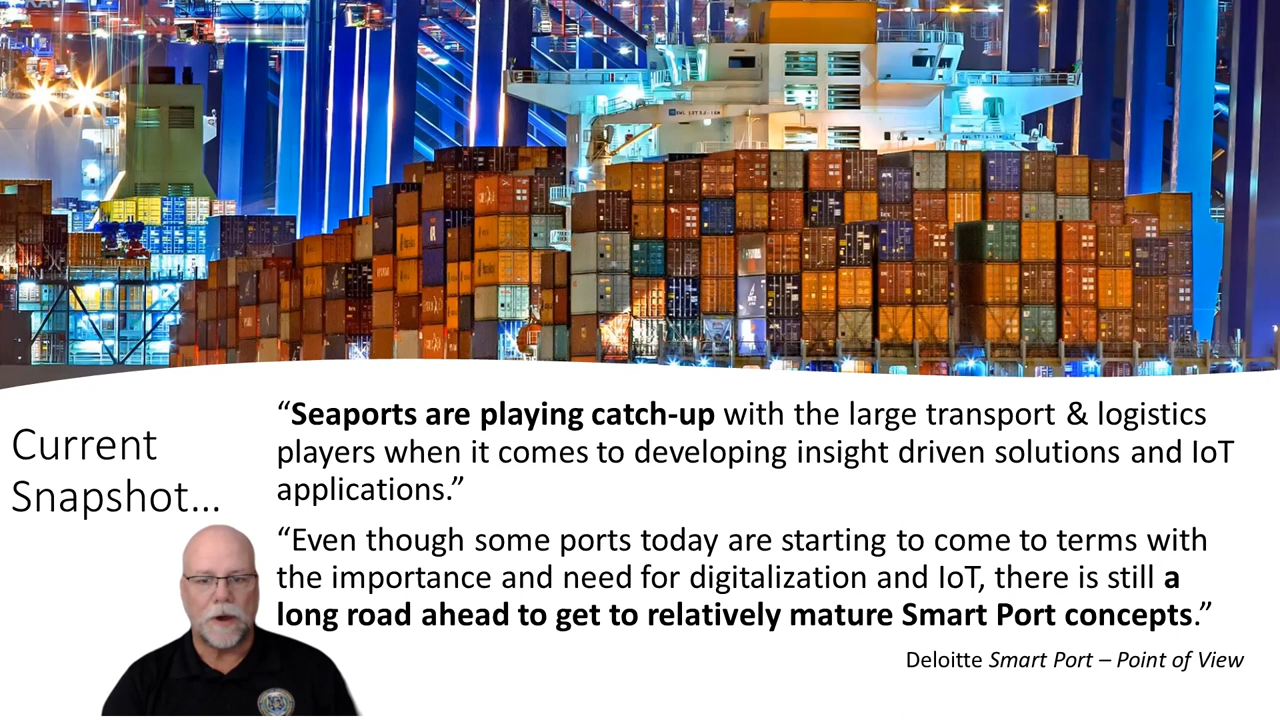 Current
Snapshot...
“Seaports are playing catch-up with the large transport & logistics
players when it comes to developing insight driven solutions and IoT
applications.”
“Even though some ports today are starting to come to terms with
the importance and need for digitalization and IoT, there is still a
long road ahead to get to relatively mature Smart Port concepts.”
Deloitte Smart Port – Point of View